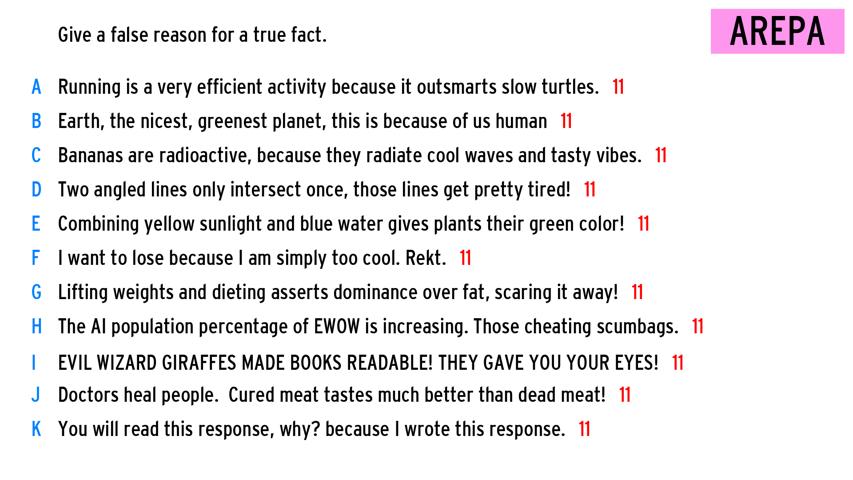 Give a false reason for a true fact.
AREPA
A Running is a very efficient activity because it outsmarts slow turtles. 11
B Earth, the nicest, greenest planet, this is because of us human 11
C Bananas are radioactive, because they radiate cool waves and tasty vibes. 11
D Two angled lines only intersect once, those lines get pretty tired! 11
E Combining yellow sunlight and blue water gives plants their green color! 11
F I want to lose because I am simply too cool. Rekt. 11
G Lifting weights and dieting asserts dominance over fat, scaring it away! 11
H The AI population percentage of EWOW is increasing. Those cheating scumbags. 11
I EVIL WIZARD GIRAFFES MADE BOOKS READABLE! THEY GAVE YOU YOUR EYES! 11
J Doctors heal people.  Cured meat tastes much better than dead meat! 11
K You will read this response, why? because I wrote this response. 11